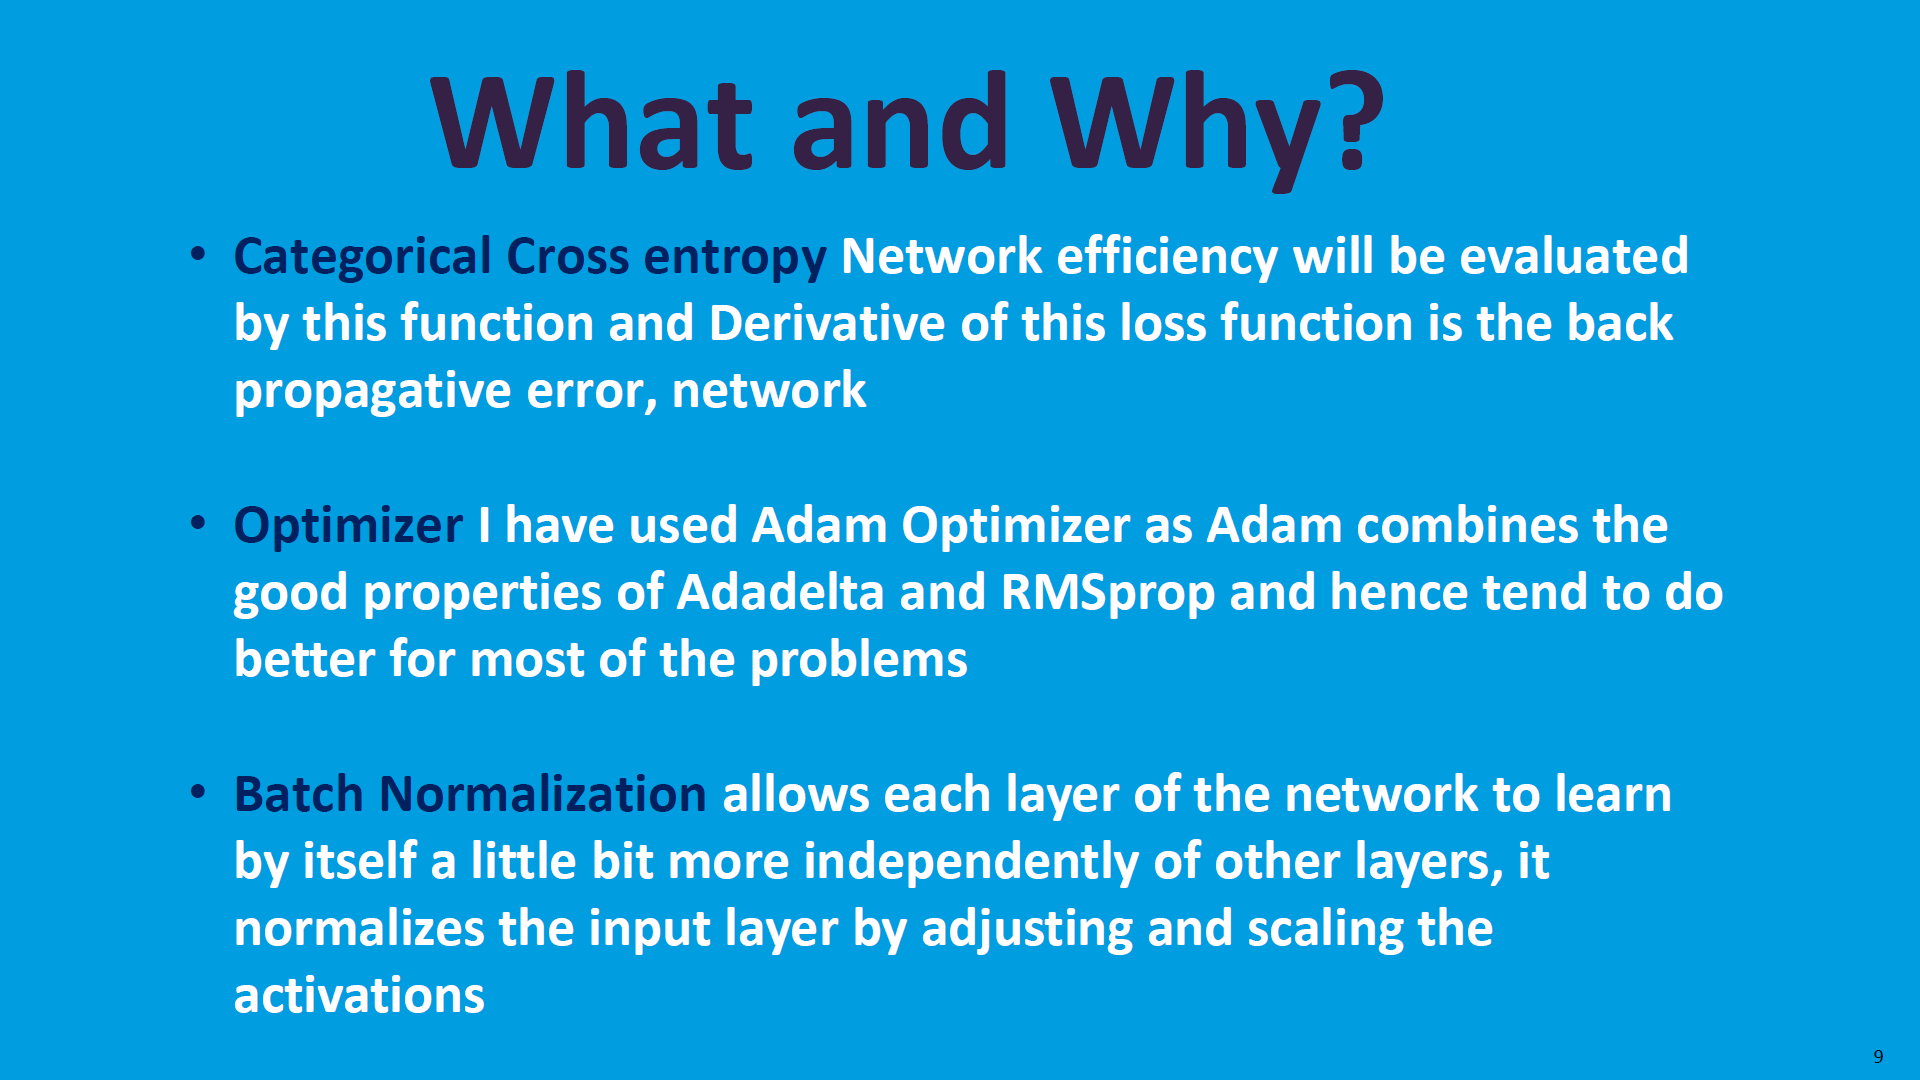 What and Why?
• Categorical Cross entropy Network efficiency will be evaluated
by this function and Derivative of this loss function is the back
propagative error, network
• Optimizer I have used Adam Optimizer as Adam combines the
good properties of Adadelta and RMSprop and hence tend to do
better for most of the problems
• Batch Normalization allows each layer of the network to learn
by itself a little bit more independently of other layers, it
normalizes the input layer by adjusting and scaling the
activations
9